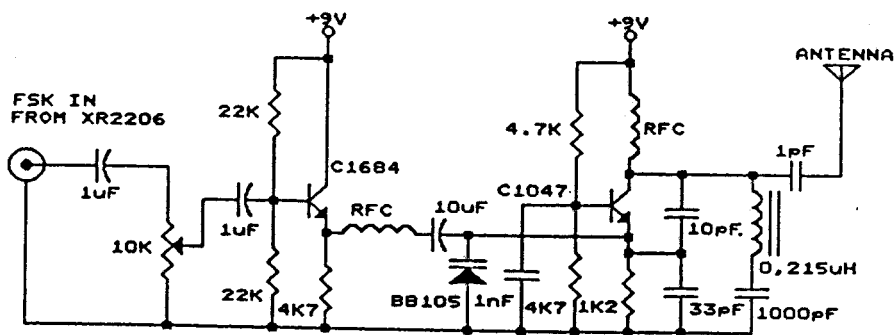 +9V
+9V
ANTENNA
FSK IN
FROM XR2206
22K
4.7K
RFC
1pF
1uF
C1684
C1047
1uF
RFC
10uF
10pF.
10K
0,215uH
22K
4K7
BB105
1nF
4K7
1K2
33pF
1000pF